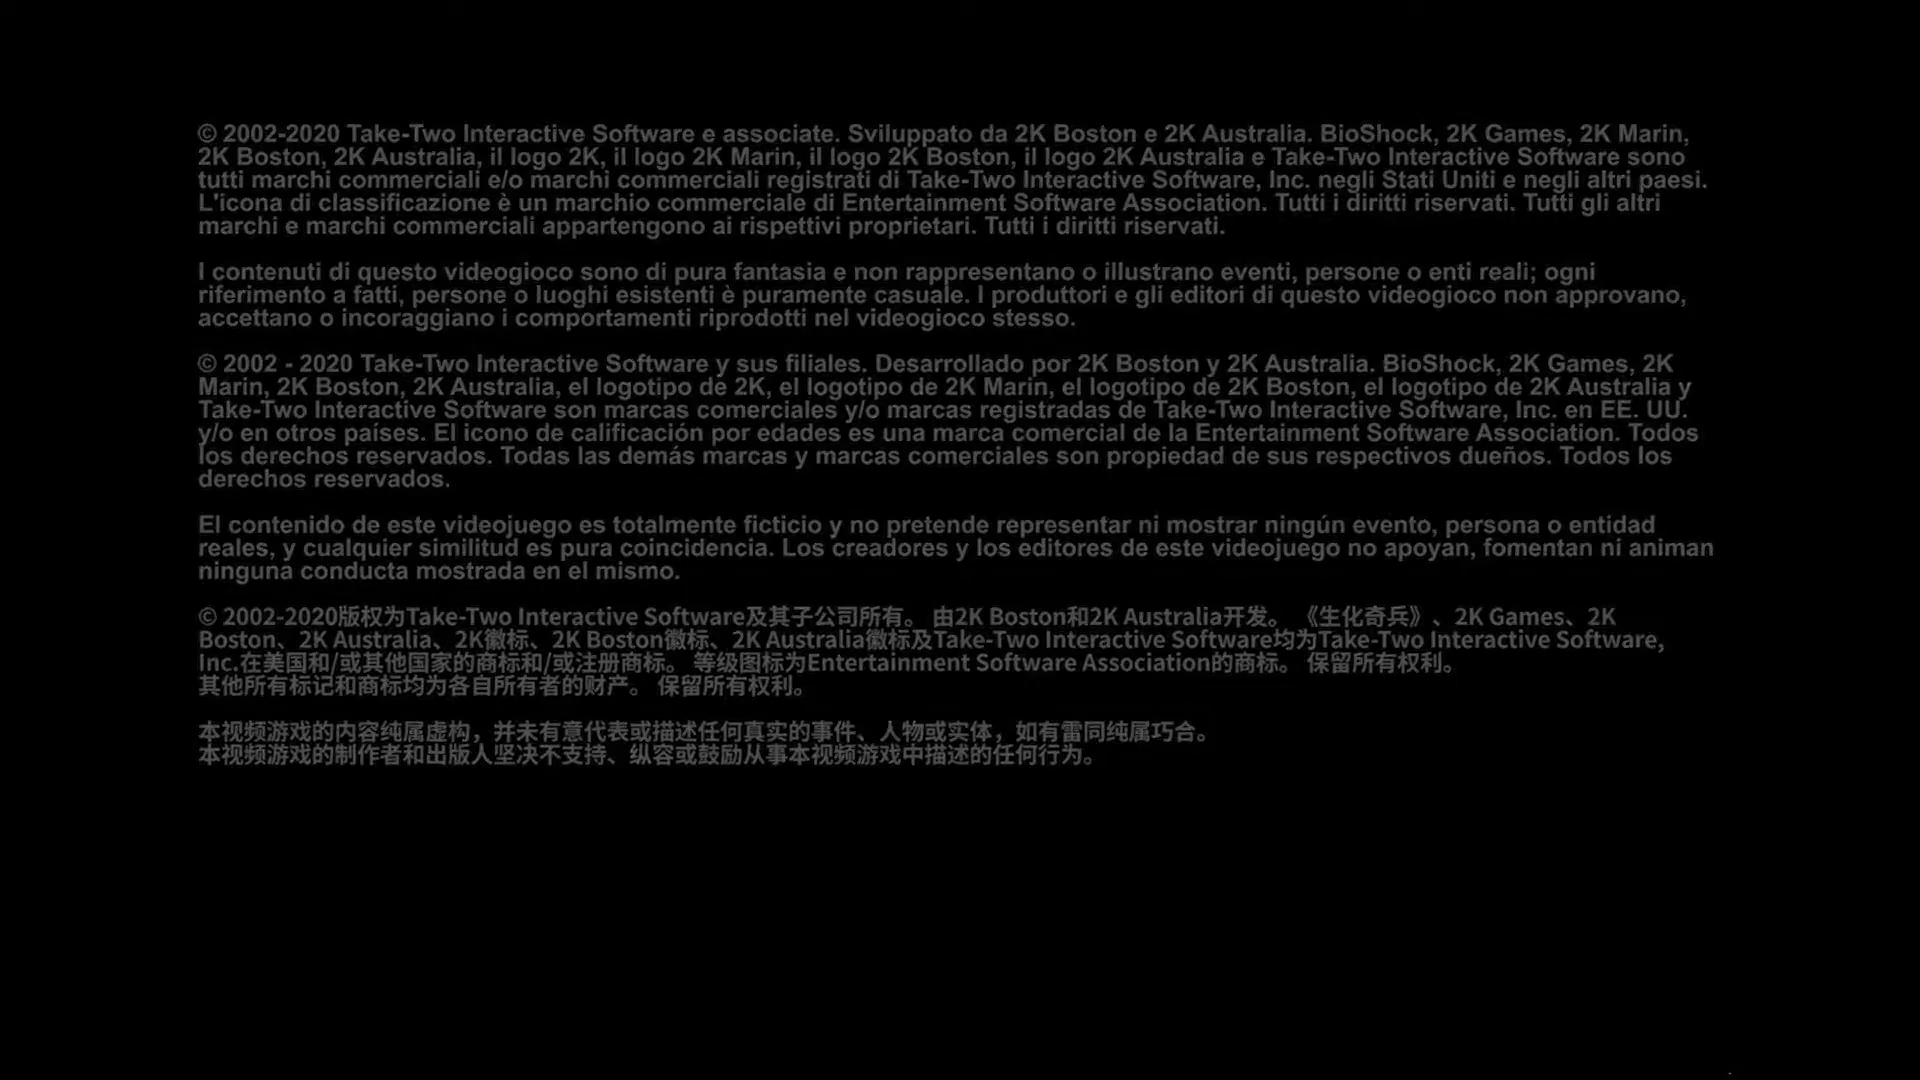 © 2002-2020 Take-Two Interactive Software e associate. Sviluppato da 2K Boston e 2K Australia. BioShock, 2K Games, 2K Marin,
2K Boston, 2K Australia, il logo 2K, il logo 2K Marin, il logo 2K Boston, il logo 2K Australia e Take-Two Interactive Software sono
tutti marchi commerciali e/o marchi commerciali registrati di Take-Two Interactive Software, Inc. negli Stati Uniti e negli altri paesi.
L'icona di classificazione è un marchio commerciale di Entertainment Software Association. Tutti i diritti riservati. Tutti gli altri
marchi e marchi commerciali appartengono ai rispettivi proprietari. Tutti i diritti riservati.
I contenuti di questo videogioco sono di pura fantasia e non rappresentano o illustrano eventi, persone o enti reali; ogni
riferimento a fatti, persone o luoghi esistenti è puramente casuale. I produttori e gli editori di questo videogioco non approvano,
accettano o incoraggiano i comportamenti riprodotti nel videogioco stesso.
© 2002 - 2020 Take-Two Interactive Software y sus filiales. Desarrollado por 2K Boston y 2K Australia. BioShock, 2K Games, 2K
Marin, 2K Boston, 2K Australia, el logotipo de 2K, el logotipo de 2K Marin, el logotipo de 2K Boston, el logotipo de 2K Australia y
Take-Two Interactive Software son marcas comerciales y/o marcas registradas de Take-Two Interactive Software, Inc. en EE. UU.
y/o en otros países. El icono de calificación por edades es una marca comercial de la Entertainment Software Association. Todos
los derechos reservados. Todas las demás marcas y marcas comerciales son propiedad de sus respectivos dueños. Todos los
derechos reservados.
El contenido de este videojuego es totalmente ficticio y no pretende representar ni mostrar ningún evento, persona o entidad
reales, y cualquier similitud es pura coincidencia. Los creadores y los editores de este videojuego no apoyan, fomentan ni animan
ninguna conducta mostrada en el mismo.
© 2002-2020版权为Take-Two Interactive Software及其子公司所有。 由2K Boston和2K Australia开发。 《生化奇兵》、2K Games、2K
Boston、2K Australia、2K徽标、2K Boston徽标、2K Australia徽标及Take-Two Interactive Software均为Take-Two Interactive Software,
Inc.在美国和/或其他国家的商标和/或注册商标。 等级图标为Entertainment Software Association的商标。 保留所有权利。
其他所有标记和商标均为各自所有者的财产。 保留所有权利。
本视频游戏的内容纯属虚构，并未有意代表或描述任何真实的事件、人物或实体，如有雷同纯属巧合。
本视频游戏的制作者和出版人坚决不支持、纵容或鼓励从事本视频游戏中描述的任何行为。